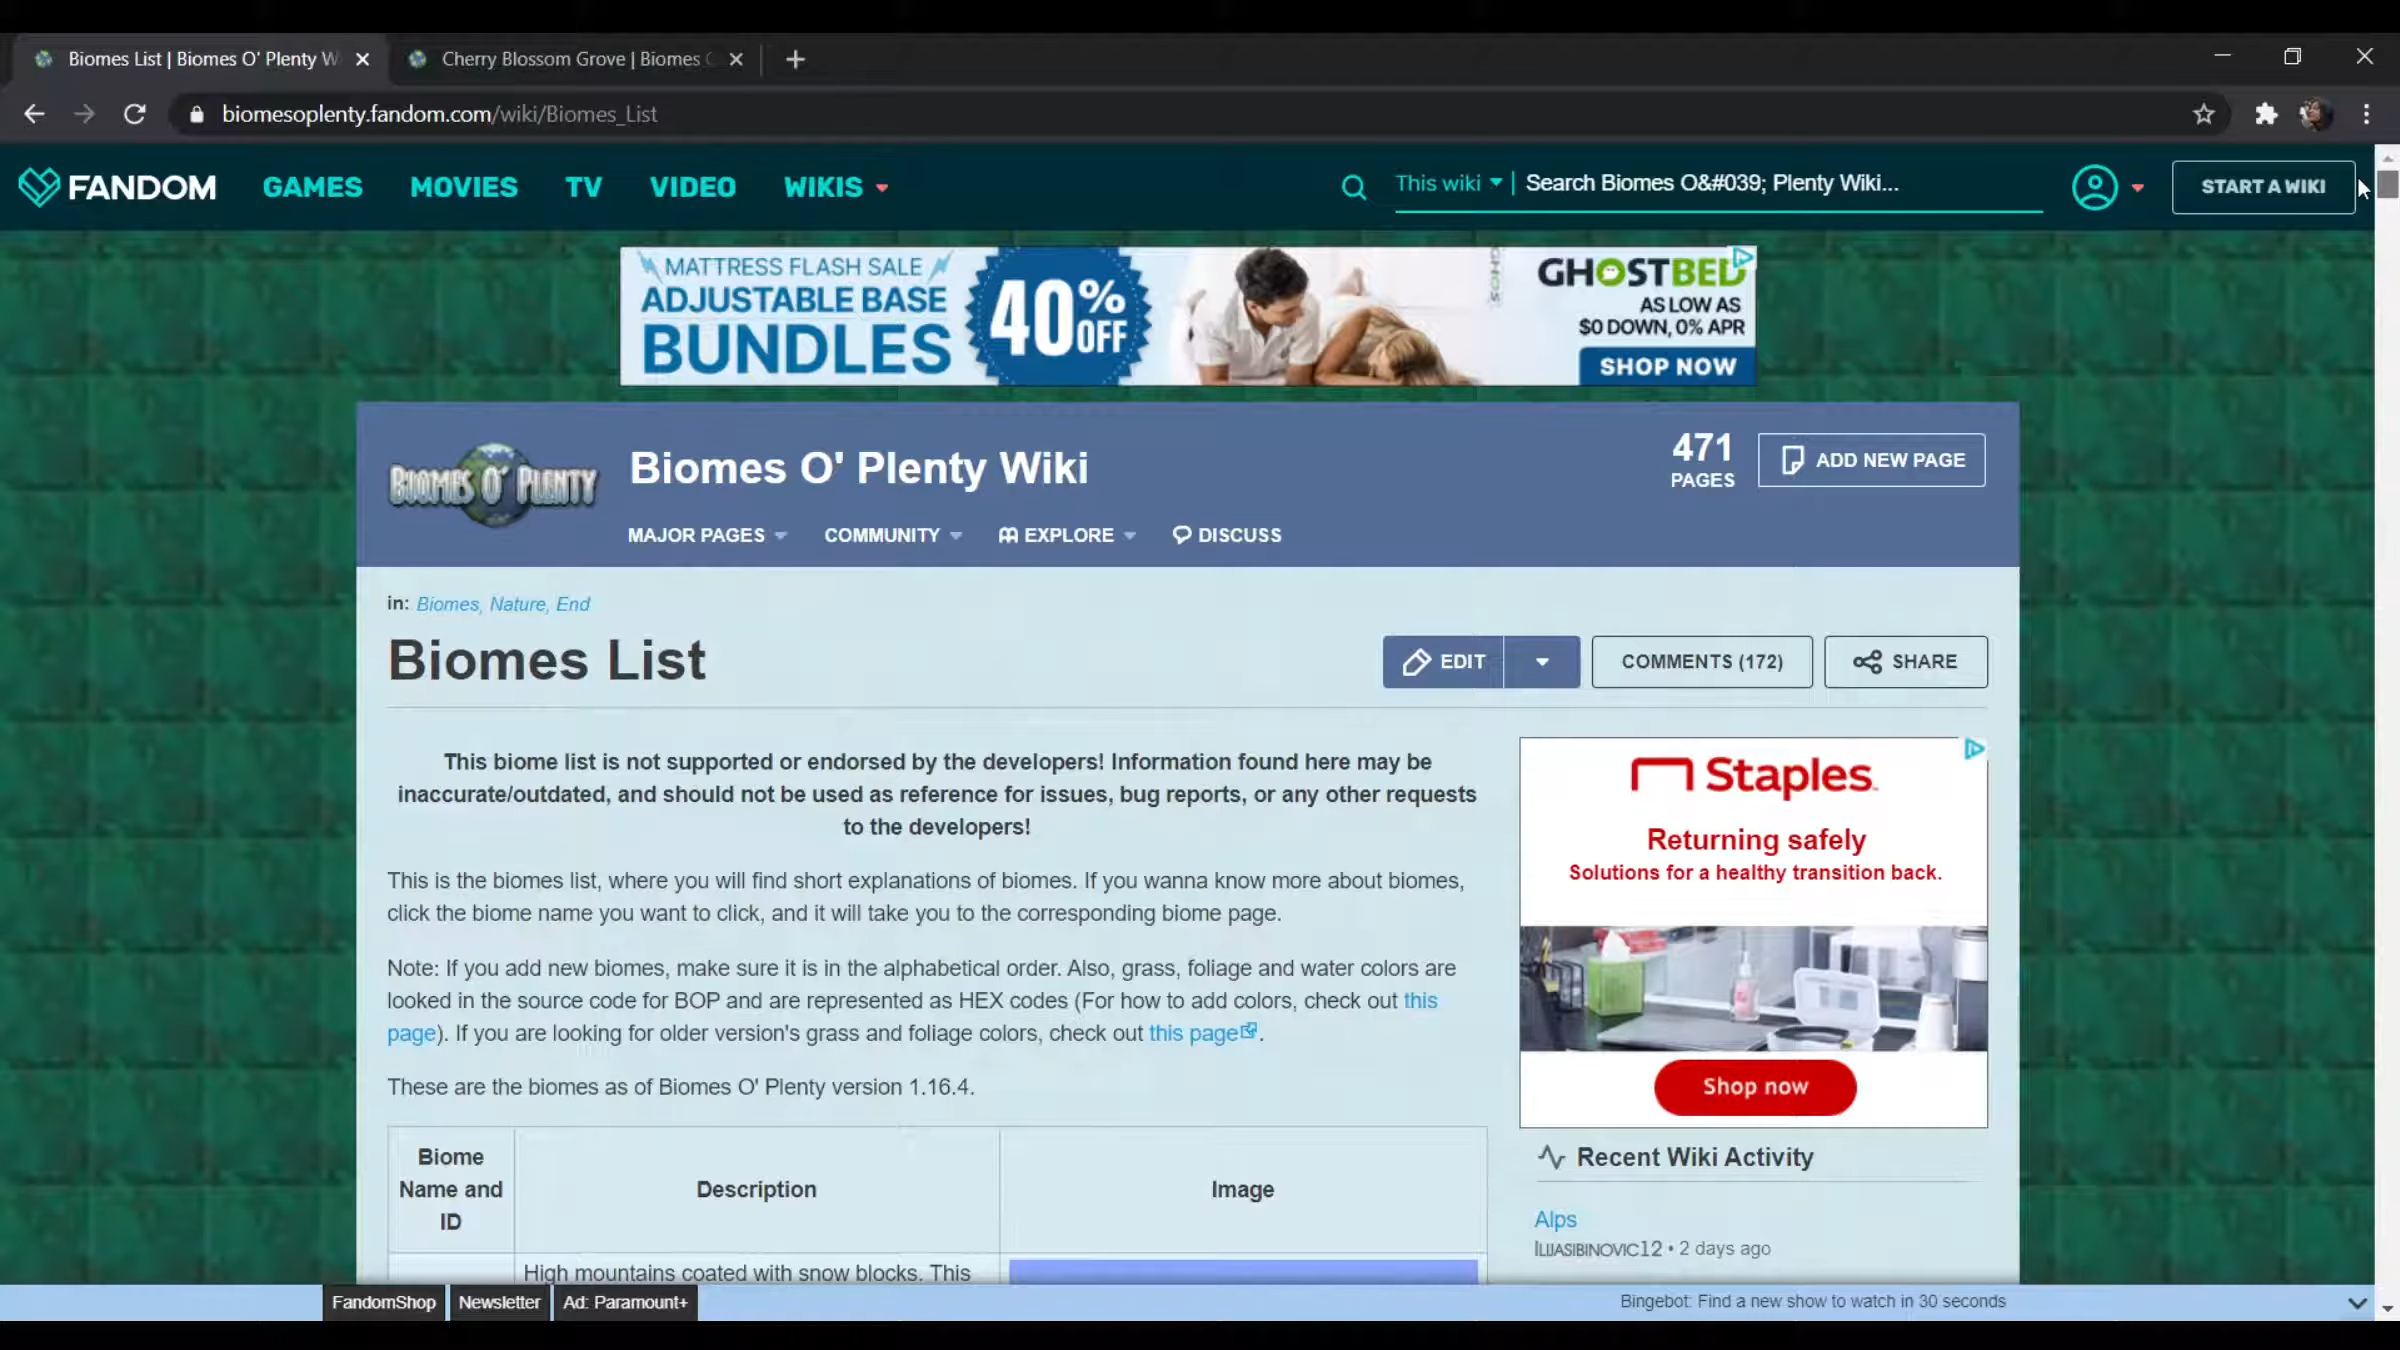 Biomes List | Biomes O' Plenty W
Cherry Blossom Grove | Biomes
biomesoplenty.fandom.com/wiki/Biomes_List
FANDOM
GAMES
MOVIES
TV
VIDEO
WIKIS
This wiki
Search Biomes O&#039; Plenty Wiki...
START A WIKI
MATTRESS FLASH SALE
ADJUSTABLE BASE
BUNDLES
40% OFF
GHOSTBED
AS LOW AS
$0 DOWN, 0% APR
SHOP NOW
BIOMES O' PLENTY
Biomes O' Plenty Wiki
471
PAGES
ADD NEW PAGE
MAJOR PAGES
COMMUNITY
EXPLORE
DISCUSS
in: Biomes, Nature, End
Biomes List
EDIT
COMMENTS (172)
SHARE
This biome list is not supported or endorsed by the developers! Information found here may be
inaccurate/outdated, and should not be used as reference for issues, bug reports, or any other requests
to the developers!
This is the biomes list, where you will find short explanations of biomes. If you wanna know more about biomes,
click the biome name you want to click, and it will take you to the corresponding biome page.
Note: If you add new biomes, make sure it is in the alphabetical order. Also, grass, foliage and water colors are
looked in the source code for BOP and are represented as HEX codes (For how to add colors, check out this
page). If you are looking for older version's grass and foliage colors, check out this page.
These are the biomes as of Biomes O' Plenty version 1.16.4.
Biome
Name and
ID
Description
Image
High mountains coated with snow blocks. This
Staples
Returning safely
Solutions for a healthy transition back.
Shop now
Recent Wiki Activity
Alps
ILIJASIBINOVIC12 • 2 days ago
FandomShop
Newsletter
Ad: Paramount+
Bingebot: Find a new show to watch in 30 seconds